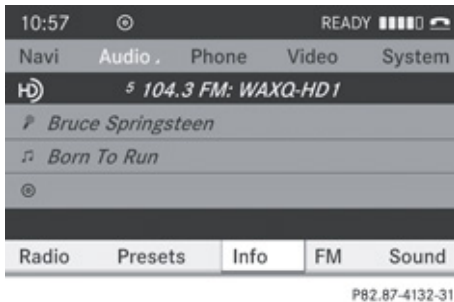 10:57 READY
Navi Audio Phone Video System
HD 5 104.3 FM: WAXQ-HD1
Bruce Springsteen
Born To Run
Radio Presets Info FM Sound
P82.87-4132-31